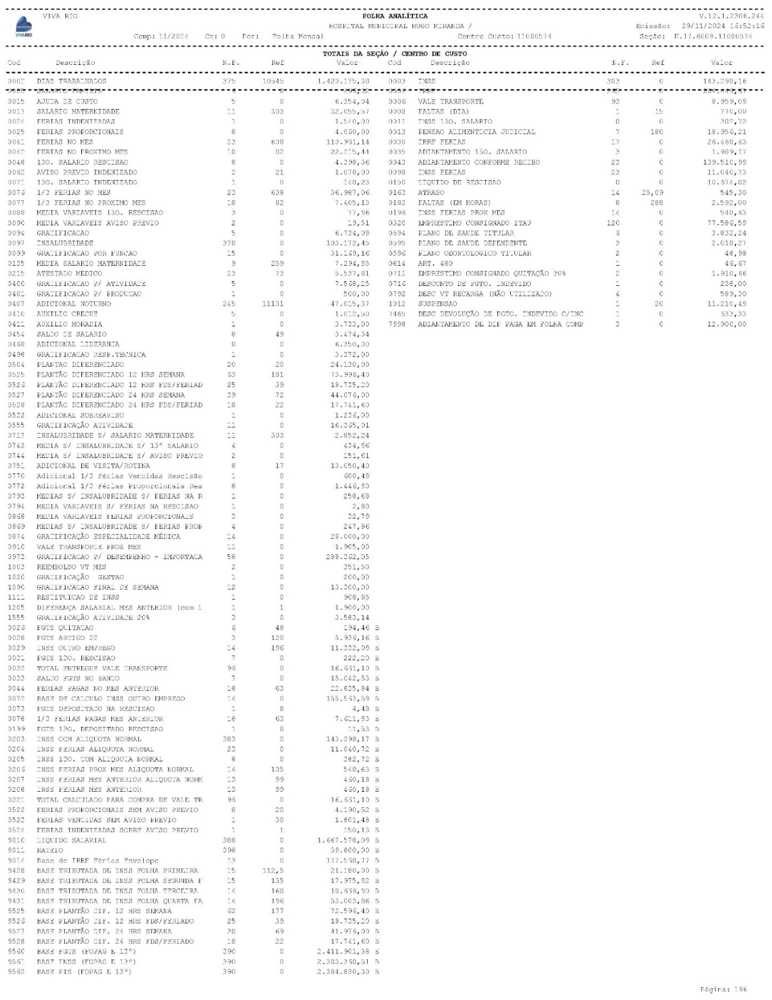 VIVA RIO FOLHA ANALÍTICA V.12.1.2306.244
HOSPITAL MUNICIPAL HUGO MIRANDA / Emissão: 29/11/2024 16:52:16
VIVARIO Comp: 11/2024 Cx: 0 Per: Folha Mensal Centro Custo: 11080574 Seção: H.17.6009.11080574
TOTAIS DA SEÇÃO / CENTRO DE CUSTO
Cod Descrição N.F. Ref Valor Cod Descrição N.F. Ref Valor
0002 DIAS TRABALHADOS 375 10545 1.420.175,38 0003 INSS 383 0 143.298,16
SALARIO FAMILIA 0004 IRRF
0015 AJUDA DE CUSTO 5 0 6.354,04 0006 VALE TRANSPORTE 93 0 8.959,09
0017 SALARIO MATERNIDADE 11 303 32.055,57 0008 FALTAS (DIA) 1 15 770,00
0024 FERIAS INDENIZADAS 1 0 1.540,00 0011 INSS 13O. SALARIO 8 0 382,72
0025 FERIAS PROPORCIONAIS 8 0 4.060,00 0013 PENSAO ALIMENTICIA JUDICIAL 7 180 18.956,21
0041 FERIAS NO MES 23 608 110.961,14 0030 IRRF FERIAS 17 0 26.468,43
0042 FERIAS NO PROXIMO MES 18 82 22.215,44 0035 ADIANTAMENTO 13O. SALARIO 3 0 1.989,17
0048 13O. SALARIO RESCISAO 8 0 4.398,36 0043 ADIANTAMENTO CONFORME RECIBO 23 0 139.510,99
0062 AVISO PREVIO INDENIZADO 2 21 1.078,00 0098 INSS FERIAS 23 0 11.040,73
0071 13O. SALARIO INDENIZADO 1 0 148,23 0150 LIQUIDO DE RESCISAO 8 0 10.674,82
0076 1/3 FERIAS NO MES 23 608 36.987,06 0163 ATRASO 14 25,09 545,30
0077 1/3 FERIAS NO PROXIMO MES 18 82 7.405,13 0182 FALTAS (EM HORAS) 8 288 2.592,00
0088 MEDIA VARIAVEIS 13O. RESCISAO 3 0 77,96 0196 INSS FERIAS PROX MES 14 0 548,63
0090 MEDIA VARIAVEIS AVISO PREVIO 2 0 19,51 0320 EMPRESTIMO CONSIGNADO ITAU 120 0 77.586,59
0094 GRATIFICACAO 5 0 6.734,09 0594 PLANO DE SAUDE TITULAR 6 0 3.832,24
0097 INSALUBRIDADE 378 0 103.172,45 0595 PLANO DE SAUDE DEPENDENTE 3 0 2.018,27
0099 GRATIFICACAO POR FUNCAO 15 0 31.169,16 0596 PLANO ODONTOLOGICO TITULAR 2 0 48,98
0135 MEDIA SALARIO MATERNIDADE 9 259 7.294,95 0614 ART. 480 1 0 46,67
0215 ATESTADO MEDICO 23 73 5.537,81 0711 EMPRESTIMO CONSIGNADO QUITAÇÃO 30% 2 0 1.910,66
0400 GRATIFICACAO P/ ATIVIDADE 5 0 7.568,25 0716 DESCONTO DE PGTO. INDEVIDO 1 0 238,00
0401 GRATIFICACAO P/ PRODUCAO 1 0 500,00 0792 DESC VT RECARGA (NÃO UTILIZADO) 4 0 589,30
0407 ADICIONAL NOTURNO 245 11131 47.015,37 1012 SUSPENSAO 1 20 11.210,49
0410 AUXILIO CRECHE 5 0 1.012,50 7465 DESC DEVOLUÇÃO DE PGTO. INDEVIDO C/INC 1 0 633,33
0411 AUXILIO MORADIA 1 0 3.733,00 7998 ADIANTAMENTO DE DIF PAGA EM FOLHA COMP 3 0 12.900,00
0454 SALDO DE SALARIO 8 49 3.474,34
0468 ADICIONAL LIDERANCA 8 0 6.350,00
0498 GRATIFICACAO RESP.TECNICA 1 0 3.372,00
0504 PLANTAO DIFERENCIADO 20 20 24.130,00
0525 PLANTÃO DIFERENCIADO 12 HRS SEMANA 63 181 73.996,40
0526 PLANTÃO DIFERENCIADO 12 HRS FDS/FERIAD 25 39 18.735,20
0527 PLANTÃO DIFERENCIADO 24 HRS SEMANA 39 72 44.076,00
0528 PLANTÃO DIFERENCIADO 24 HRS FDS/FERIAD 18 22 17.741,60
0532 ADICIONAL SOBREAVISO 1 0 1.236,00
0555 GRATIFICAÇÃO ATIVIDADE 11 0 16.365,01
0717 INSALUBRIDADE S/ SALARIO MATERNIDADE 11 303 2.852,24
0742 MEDIA S/ INSALUBRIDADE S/ 13º SALARIO 4 0 434,96
0744 MEDIA S/ INSALUBRIDADE S/ AVISO PREVIO 2 0 151,61
0751 ADICIONAL DE VISITA/ROTINA 8 17 13.050,40
0770 Adicional 1/3 Férias Vencidas Rescisão 1 0 600,49
0772 Adicional 1/3 Férias Proporcionais Res 8 0 1.446,90
0793 MEDIAS S/ INSALUBRIDADE S/ FERIAS NA R 1 0 258,68
0794 MEDIA VARIAVEIS S/ FERIAS NA RESCISAO 1 0 2,80
0868 MEDIA VARIAVEIS FERIAS PROPORCIONAIS 3 0 32,79
0869 MEDIAS S/ INSALUBRIDADE S/ FERIAS PROP 4 0 247,86
0874 GRATIFICAÇÃO ESPECIALIDADE MÉDICA 14 0 28.000,00
0910 VALE TRANSPORTE PROX MES 11 0 1.905,00
0973 GRATIFICACAO P/ DESEMPENHO - IMPORTACA 58 0 288.362,05
1003 REEMBOLSO VT MES 2 0 351,50
1020 GRATIFICAÇÃO GESTAO 1 0 200,00
1090 GRATIFICACAO FINAL DE SEMANA 12 0 13.300,00
1111 RESTITUICAO DE INSS 1 0 908,85
1205 DIFERENÇA SALARIAL MES ANTERIOR (com i 1 1 1.900,00
1555 GRATIFICAÇÃO ATIVIDADE 20% 3 0 3.583,14
0026 FGTS QUITACAO 6 48 194,46 B
0028 FGTS ARTIGO 22 3 120 5.936,16 B
0029 INSS OUTRO EMPREGO 14 196 11.332,09 B
0031 FGTS 13O. RESCISAO 7 0 222,20 B
0032 TOTAL ENTREGUE VALE TRANSPORTE 96 0 16.661,10 B
0033 SALDO FGTS NO BANCO 7 0 15.042,53 B
0044 FERIAS PAGAS NO MES ANTERIOR 18 63 22.835,84 B
0072 BASE DE CALCULO INSS OUTRO EMPREGO 14 0 155.563,59 B
0073 FGTS DEPOSITADO NA RESCISAO 1 8 4,48 B
0078 1/3 FERIAS PAGAS MES ANTERIOR 18 63 7.611,93 B
0199 FGTS 13O. DEPOSITADO RESCISAO 1 8 11,53 B
0203 INSS COM ALIQUOTA NORMAL 383 0 143.298,17 B
0204 INSS FERIAS ALIQUOTA NORMAL 23 0 11.040,72 B
0205 INSS 13O. COM ALIQUOTA NORMAL 8 0 382,72 B
0206 INSS FERIAS PROX MES ALIQUOTA NORMAL 14 105 548,63 B
0207 INSS FERIAS MES ANTERIOR ALIQUOTA NORM 13 99 460,18 B
0208 INSS FERIAS MES ANTERIOR 13 99 460,18 B
0221 TOTAL CALCULADO PARA COMPRA DE VALE TR 96 0 16.661,10 B
0522 FERIAS PROPORCIONAIS SEM AVISO PREVIO 8 20 4.190,52 B
0523 FERIAS VENCIDAS SEM AVISO PREVIO 1 30 1.801,48 B
0524 FERIAS INDENIZADAS SOBRE AVISO PREVIO 1 1 150,13 B
9010 LIQUIDO SALARIAL 388 0 1.667.578,09 B
9011 RATEIO 398 0 39.800,00 B
9014 Base de IRRF Férias Envelope 23 0 177.568,77 B
9428 BASE TRIBUTADA DE INSS FOLHA PRIMEIRA 15 112,5 21.180,00 B
9429 BASE TRIBUTADA DE INSS FOLHA SEGUNDA F 15 135 17.975,92 B
9430 BASE TRIBUTADA DE INSS FOLHA TERCEIRA 14 168 18.666,90 B
9431 BASE TRIBUTADA DE INSS FOLHA QUARTA FA 14 196 53.003,86 B
9525 BASE PLANTÃO DIF. 12 HRS SEMANA 62 177 72.596,40 B
9526 BASE PLANTÃO DIF. 12 HRS FDS/FERIADO 25 39 18.735,20 B
9527 BASE PLANTÃO DIF. 24 HRS SEMANA 38 69 41.976,00 B
9528 BASE PLANTÃO DIF. 24 HRS FDS/FERIADO 18 22 17.741,60 B
9560 BASE FGTS (FOPAG E 13º) 390 0 2.411.901,38 B
9561 BASE INSS (FOPAG E 13º) 390 0 2.383.368,51 B
9562 BASE PIS (FOPAG E 13º) 390 0 2.384.830,30 B
Página: 196